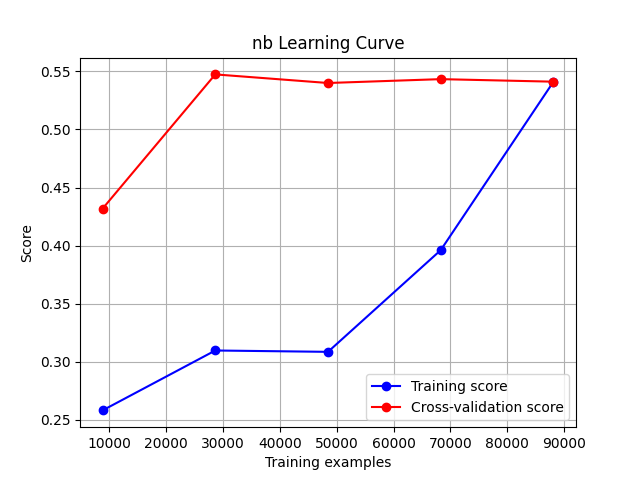 nb Learning Curve
0.55
0.50
0.45
0.40
0.35
0.30
0.25
Score
Training score
Cross-validation score
10000 20000 30000 40000 50000 60000 70000 80000 90000
Training examples